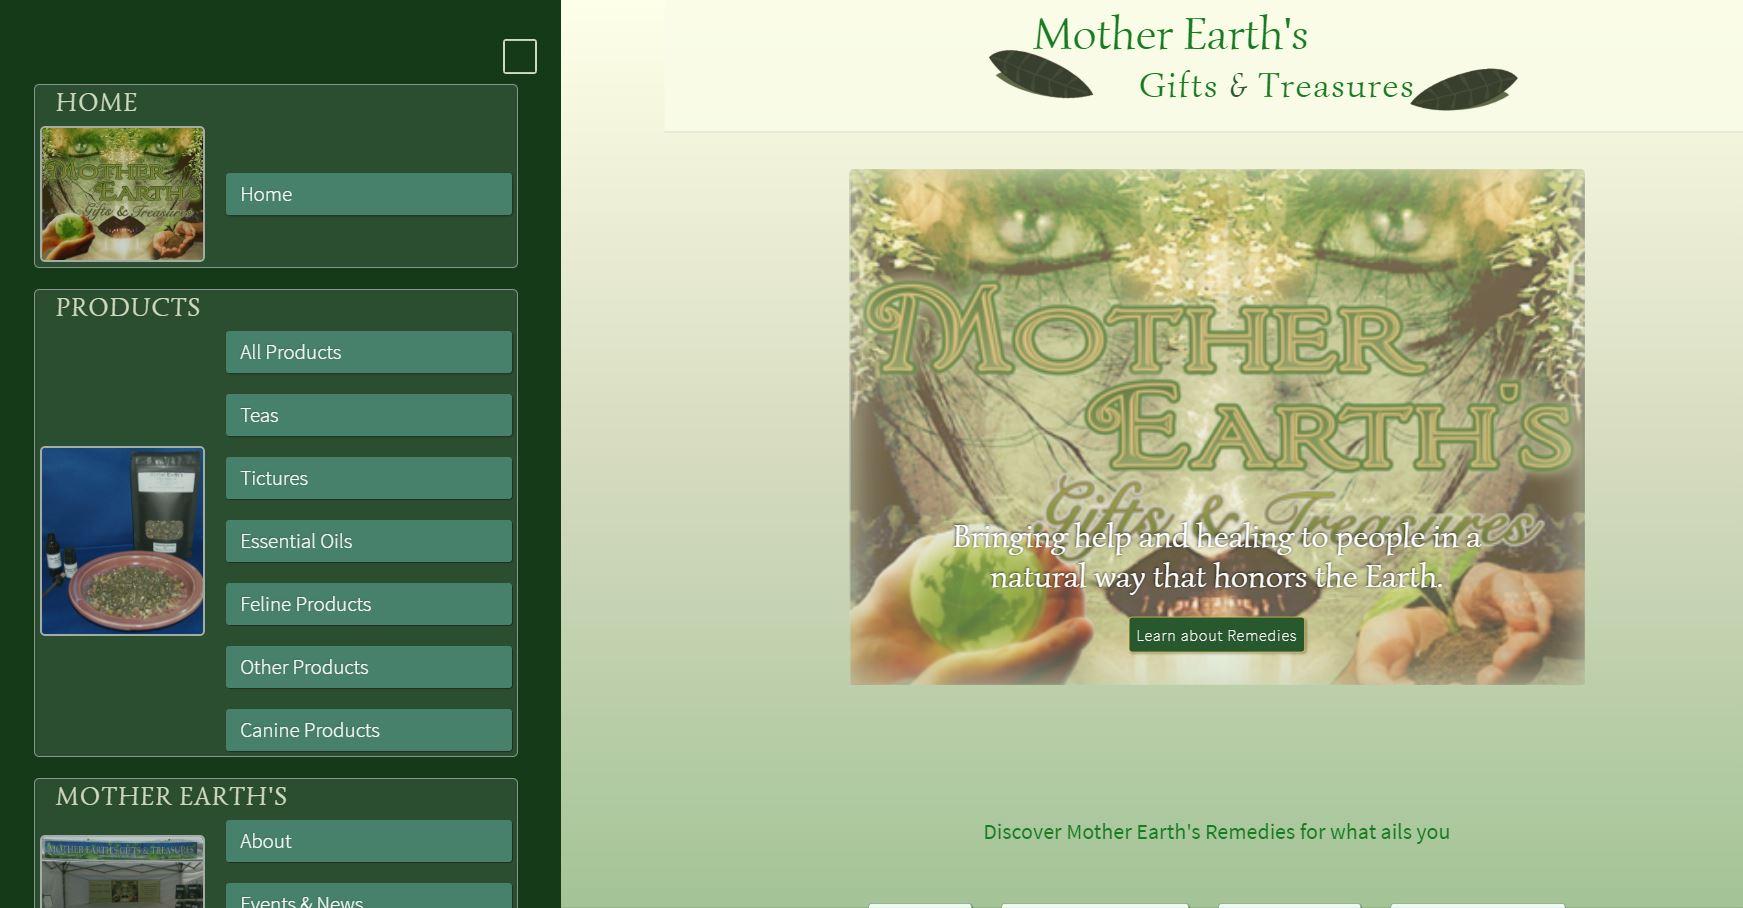 HOME
MOTHER
EARTH'S
Gifts & Treasures
Home
PRODUCTS
All Products
Teas
Tictures
Essential Oils
Feline Products
Other Products
Canine Products
MOTHER EARTH'S
MOTHER EARTH'S GIFTS & TREASURES
About
Events & News
Mother Earth's
Gifts & Treasures
MOTHER
EARTH'S
Gifts & Treasures
Bringing help and healing to people in a
natural way that honors the Earth.
Learn about Remedies
Discover Mother Earth's Remedies for what ails you